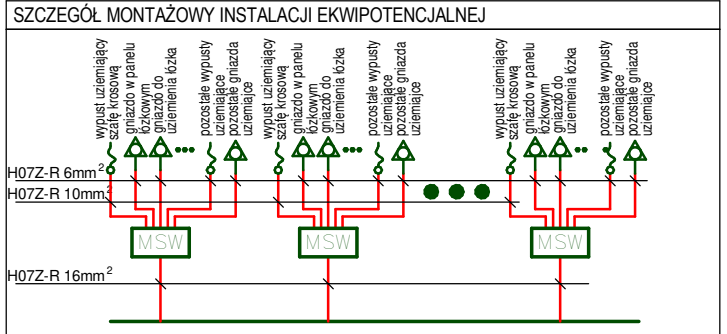 SZCZEGÓŁ MONTAŻOWY INSTALACJI EKWIPOTENCJALNEJ
wypust uziemiający
szafę krosową
gniazdo w panelu
łóżkowym
gniazdo do
uziemienia łóżka
pozostałe wypusty
uziemiające
pozostałe gniazda
uziemiajce
wypust uziemiający
szafę krosową
gniazdo w panelu
łóżkowym
gniazdo do
uziemienia łóżka
pozostałe wypusty
uziemiające
pozostałe gniazda
uziemiajce
wypust uziemiający
szafę krosową
gniazdo w panelu
łóżkowym
gniazdo do
uziemienia łóżka
pozostałe wypusty
uziemiające
pozostałe gniazda
uziemiajce
H07Z-R 6mm²
H07Z-R 10mm²
MSW
MSW
MSW
H07Z-R 16mm²